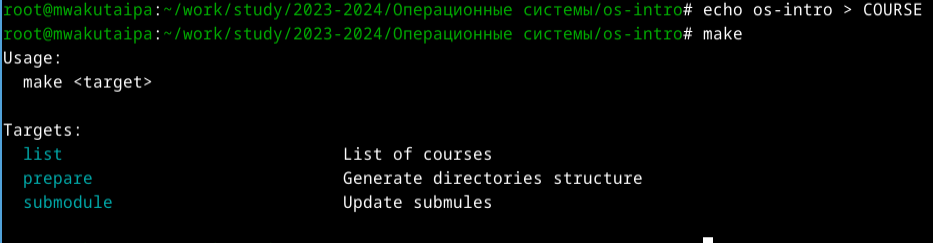 root@mwakutaipa:~/work/study/2023-2024/Операционные системы/os-intro# echo os-intro > COURSE
root@mwakutaipa:~/work/study/2023-2024/Операционные системы/os-intro# make
Usage:
  make <target>

Targets:
  list                            List of courses
  prepare                         Generate directories structure
  submodule                       Update submules